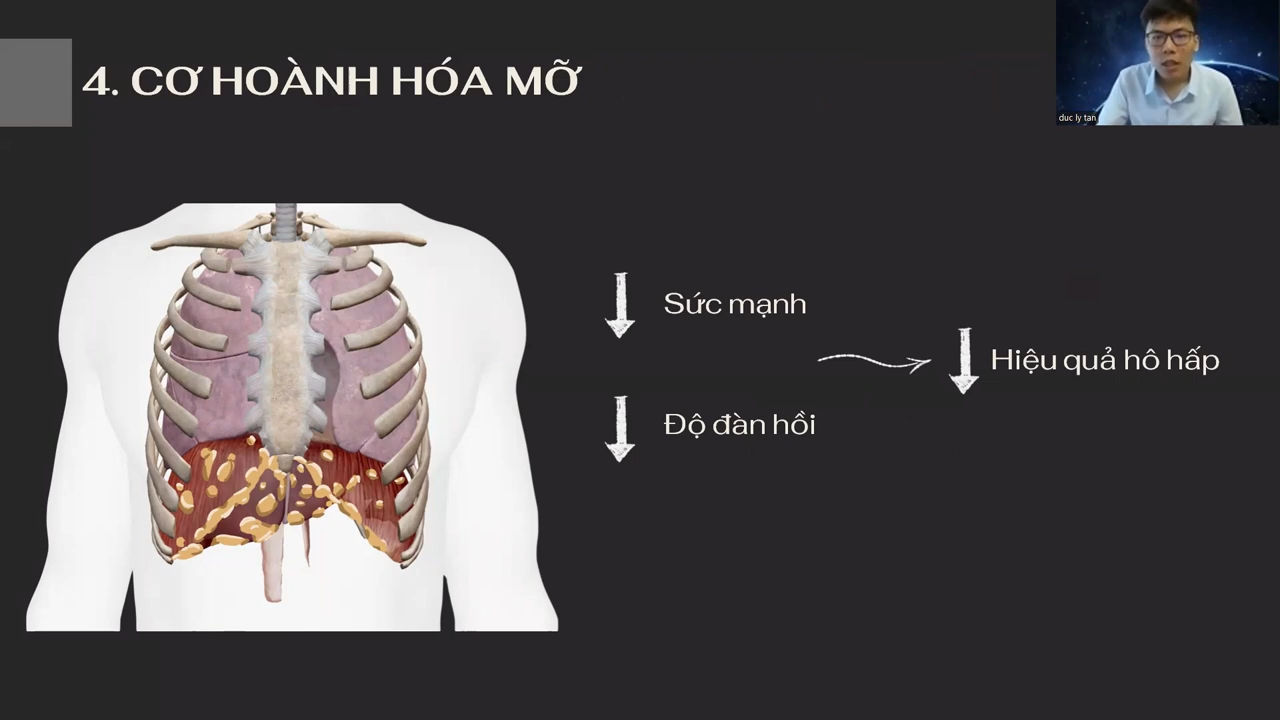 4. CƠ HOÀNH HÓA MỠ
duc ly tan
Sức mạnh
Hiệu quả hô hấp
Độ đàn hồi